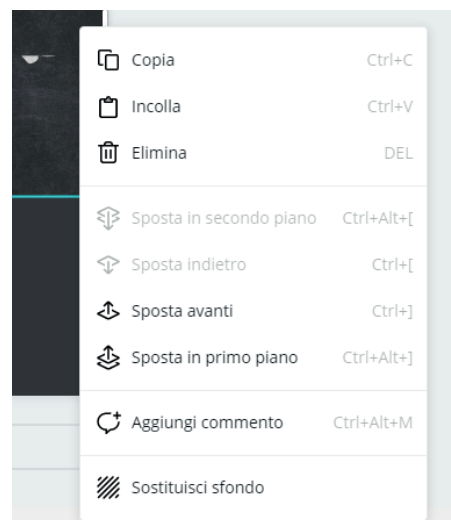 Copia Ctrl+C
Incolla Ctrl+V
Elimina DEL
Sposta in secondo piano Ctrl+Alt+[
Sposta indietro Ctrl+[
Sposta avanti Ctrl+]
Sposta in primo piano Ctrl+Alt+]
Aggiungi commento Ctrl+Alt+M
Sostituisci sfondo